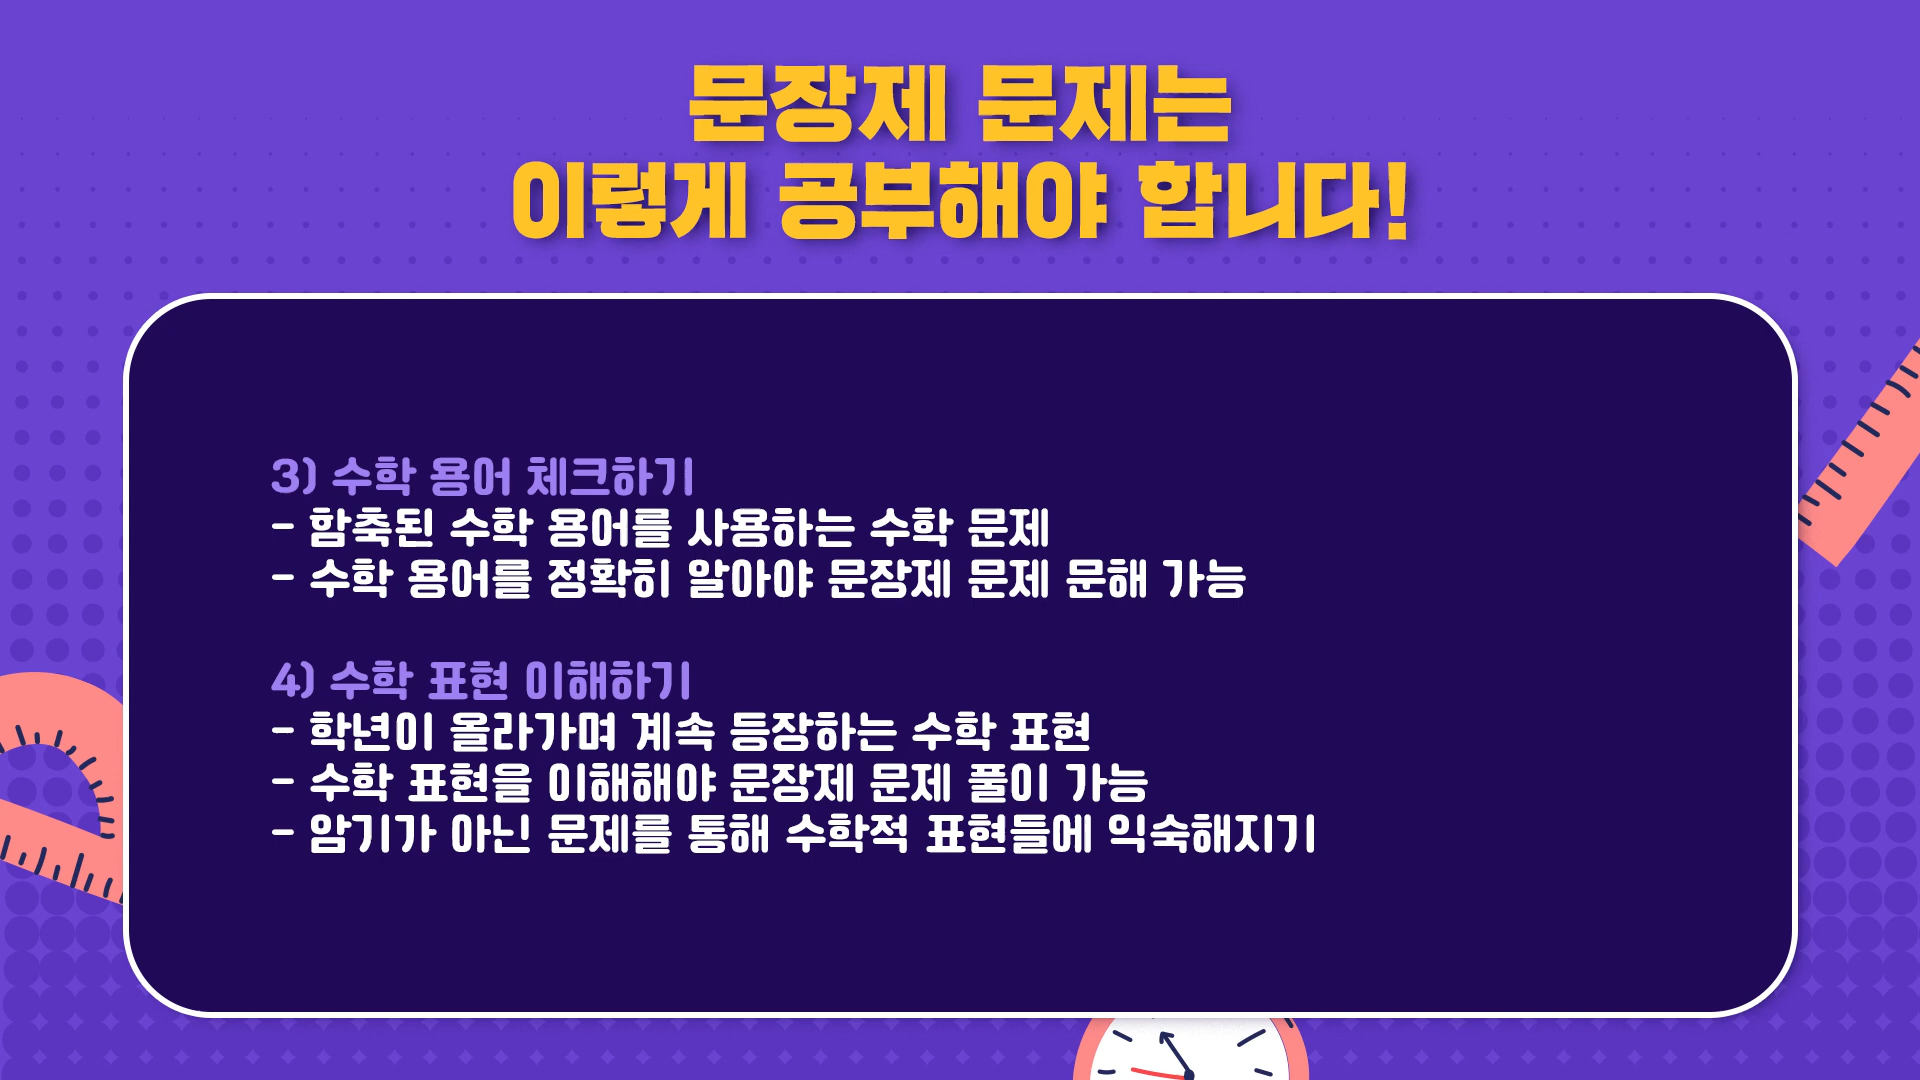 문장제 문제는
이렇게 공부해야 합니다!
3) 수학 용어 체크하기
- 함축된 수학 용어를 사용하는 수학 문제
- 수학 용어를 정확히 알아야 문장제 문제 문해 가능
4) 수학 표현 이해하기
- 학년이 올라가며 계속 등장하는 수학 표현
- 수학 표현을 이해해야 문장제 문제 풀이 가능
- 암기가 아닌 문제를 통해 수학적 표현들에 익숙해지기